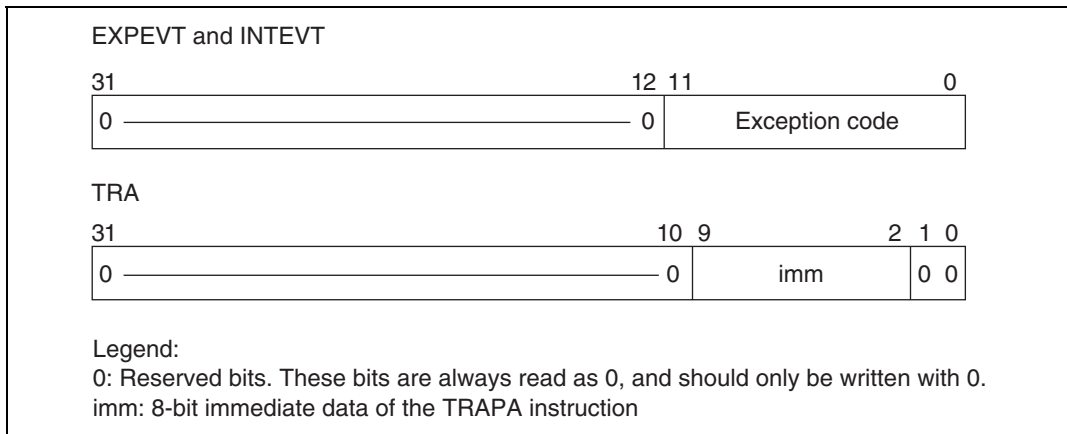 EXPEVT and INTEVT
31 12 11 0
0 0 Exception code
TRA
31 10 9 2 1 0
0 0 imm 0 0
Legend:
0: Reserved bits. These bits are always read as 0, and should only be written with 0.
imm: 8-bit immediate data of the TRAPA instruction